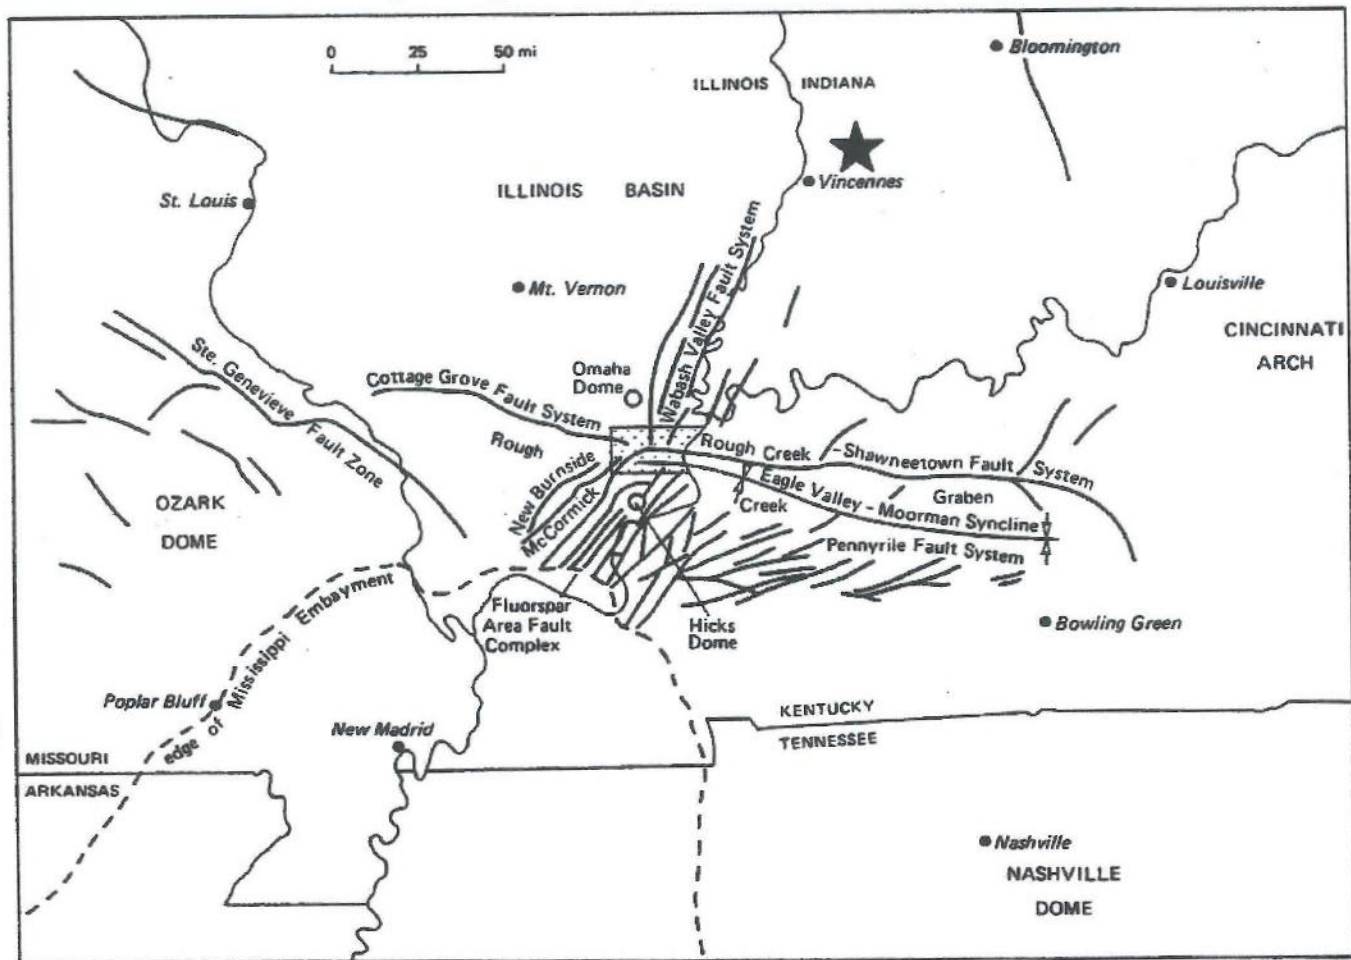 0 25 50 mi
Bloomington
ILLINOIS
INDIANA
ILLINOIS BASIN
Vincennes
St. Louis
Mt. Vernon
Wabash Valley Fault System
Louisville
CINCINNATI
ARCH
Ste. Genevieve
Fault Zone
Cottage Grove Fault System
Omaha
Dome
Rough
Creek
Graben
Rough Creek - Shawneetown Fault System
Eagle Valley - Moorman Syncline
New Burnside
McCormick
Pennyrile Fault System
OZARK
DOME
Fluorspar
Area Fault
Complex
Hicks
Dome
Bowling Green
edge of Mississippi Embayment
Poplar Bluff
New Madrid
KENTUCKY
TENNESSEE
MISSOURI
ARKANSAS
Nashville
NASHVILLE
DOME